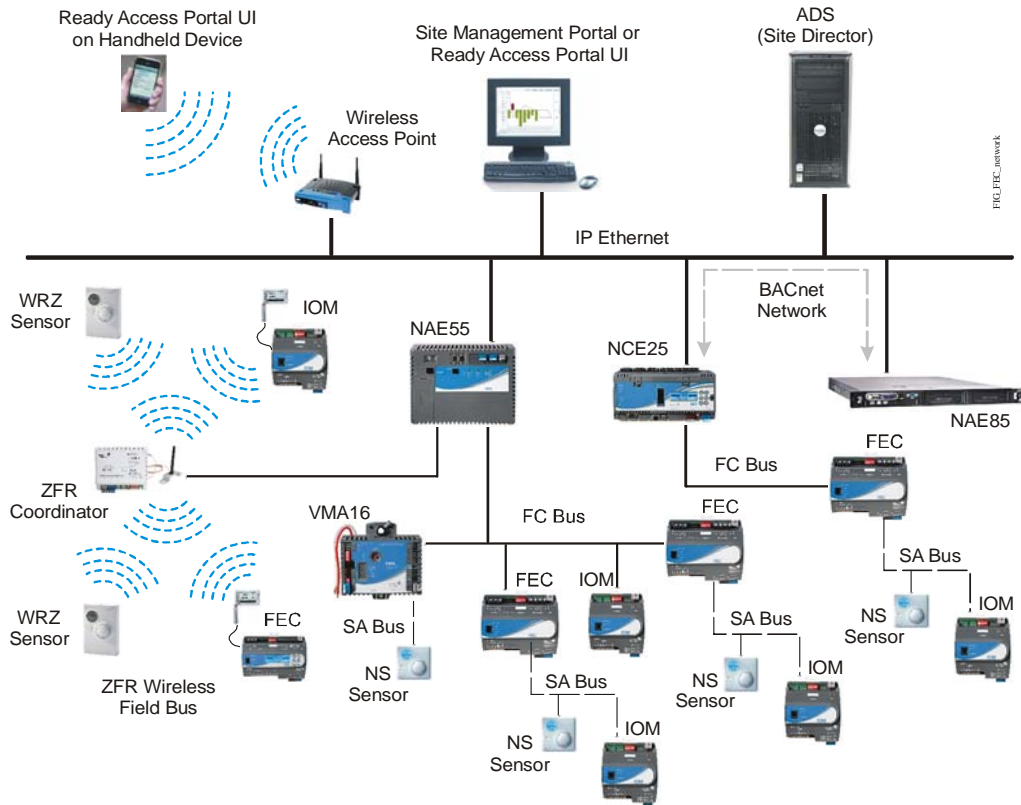 Ready Access Portal UI
on Handheld Device
Site Management Portal or
Ready Access Portal UI
ADS
(Site Director)
Wireless
Access Point
FIG_FBC_network
IP Ethernet
WRZ
Sensor
IOM
NAE55
NCE25
BACnet
Network
NAE85
ZFR
Coordinator
FC Bus
FEC
VMA16
FC Bus
FEC
FEC
IOM
SA Bus
WRZ
Sensor
FEC
SA Bus
NS
Sensor
SA Bus
NS
Sensor
IOM
SA Bus
NS
Sensor
IOM
ZFR Wireless
Field Bus
NS
Sensor
IOM